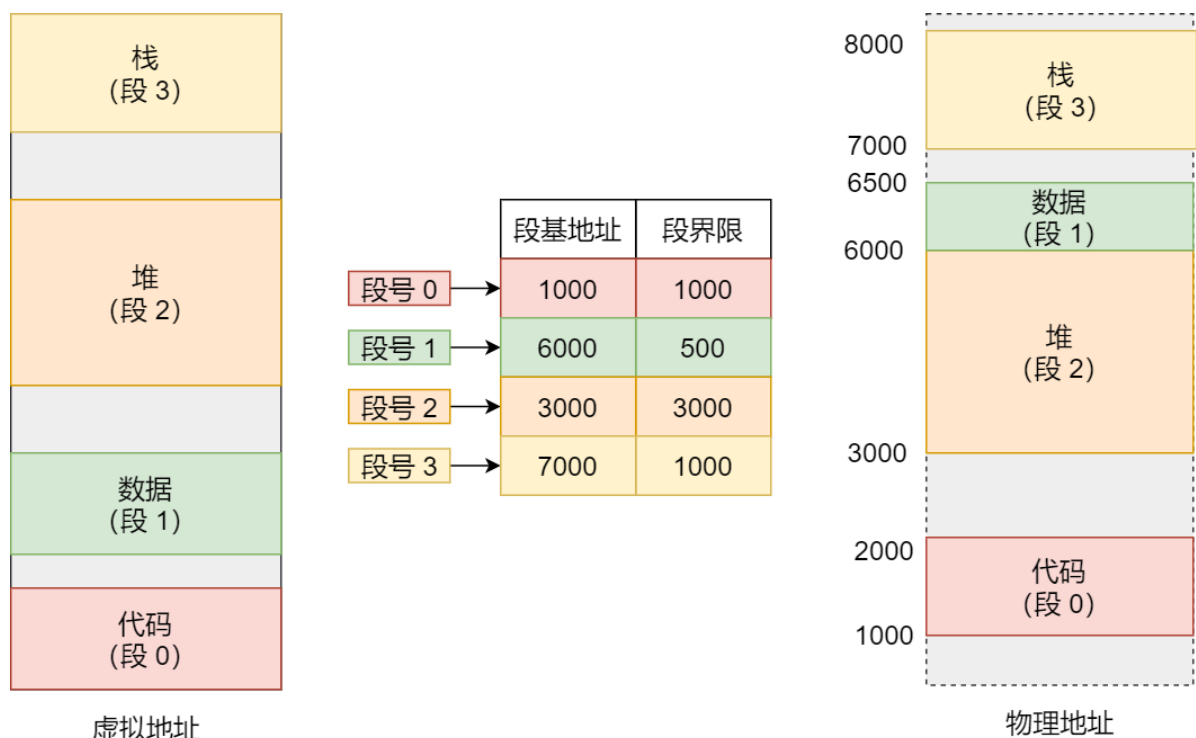 栈
(段 3)
堆
(段 2)
数据
(段 1)
代码
(段 0)
虚拟地址
段基地址 段界限
段号 0 1000 1000
段号 1 6000 500
段号 2 3000 3000
段号 3 7000 1000
8000
栈
(段 3)
7000
6500
数据
(段 1)
6000
堆
(段 2)
3000
2000
代码
(段 0)
1000
物理地址